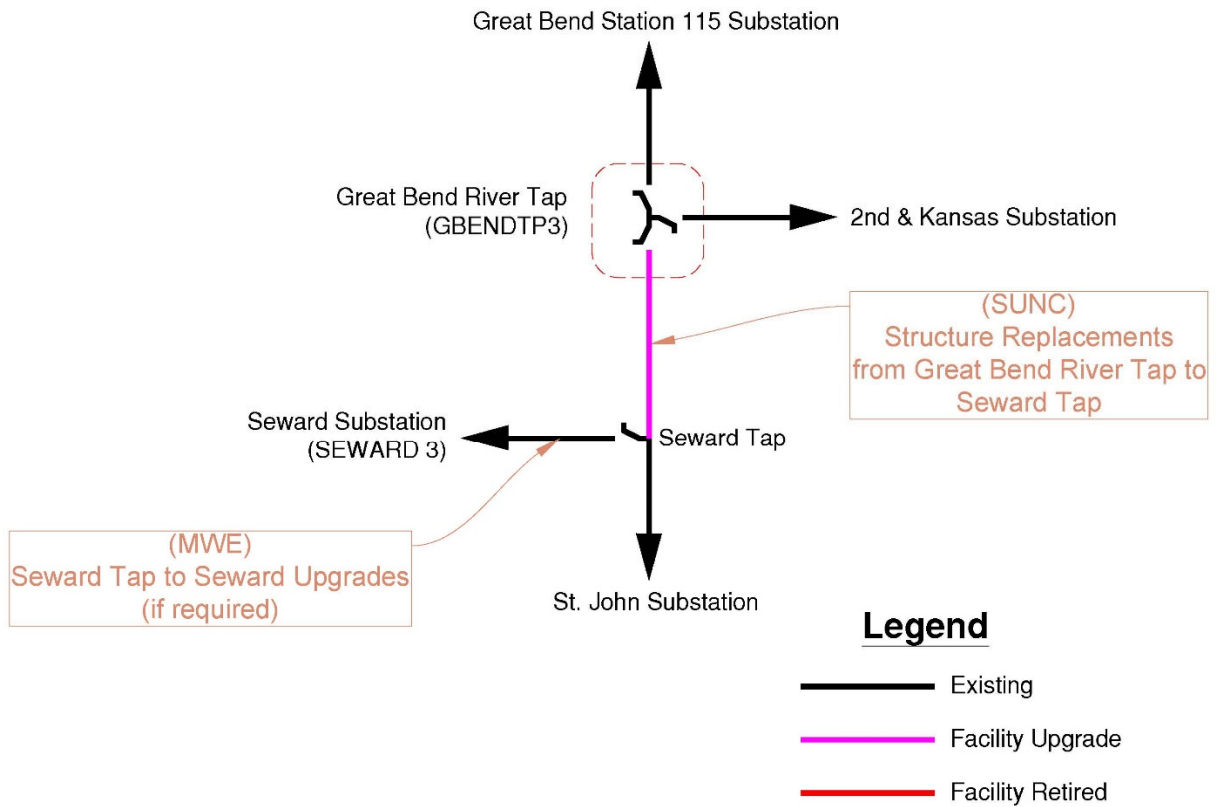 Great Bend Station 115 Substation
Great Bend River Tap
(GBENDTP3)
2nd & Kansas Substation
(SUNC)
Structure Replacements
from Great Bend River Tap to
Seward Tap
Seward Substation
(SEWARD 3)
Seward Tap
(MWE)
Seward Tap to Seward Upgrades
(if required)
St. John Substation
Legend
Existing
Facility Upgrade
Facility Retired